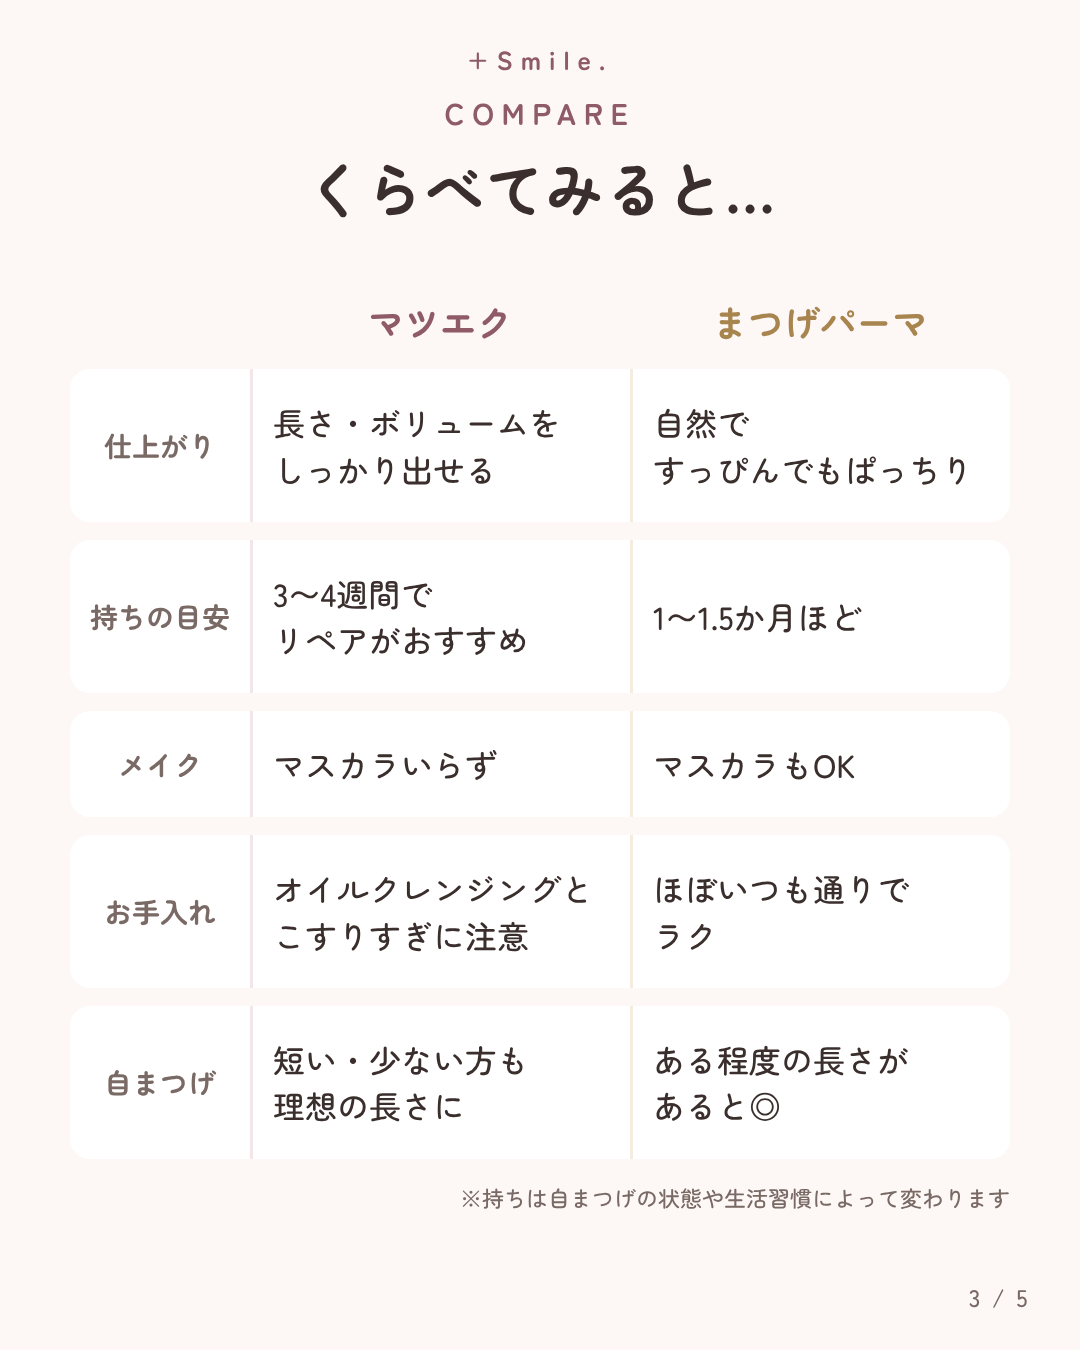 +Smile.
COMPARE
くらべてみると…
マツエク
まつげパーマ
仕上がり
長さ・ボリュームを
しっかり出せる
自然で
すっぴんでもぱっちり
持ちの目安
3〜4週間で
リペアがおすすめ
1〜1.5か月ほど
メイク
マスカラいらず
マスカラもOK
お手入れ
オイルクレンジングと
こすりすぎに注意
ほぼいつも通りで
ラク
自まつげ
短い・少ない方も
理想の長さに
ある程度の長さが
あると◎
※持ちは自まつげの状態や生活習慣によって変わります
3 / 5